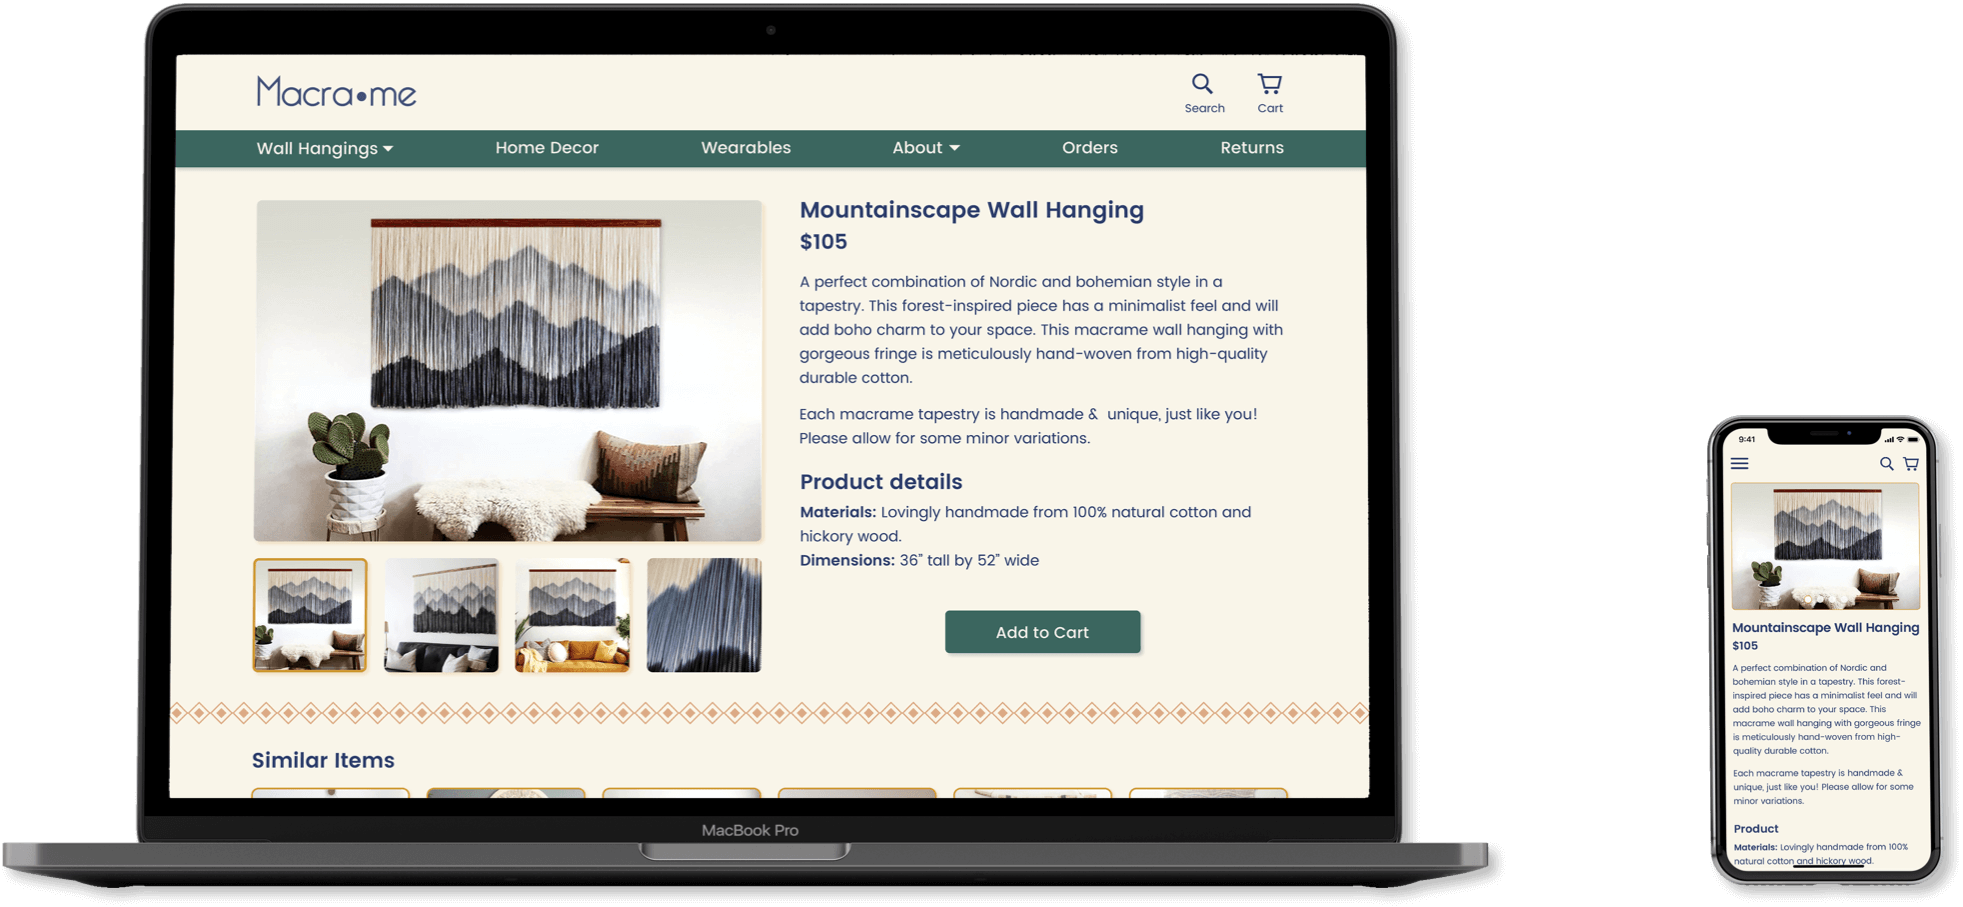 Macra•me
Search
Cart
Wall Hangings
Home Decor
Wearables
About
Orders
Returns
Mountainscape Wall Hanging
$105
A perfect combination of Nordic and bohemian style in a
tapestry. This forest-inspired piece has a minimalist feel and will
add boho charm to your space. This macrame wall hanging with
gorgeous fringe is meticulously hand-woven from high-quality
durable cotton.
Each macrame tapestry is handmade &  unique, just like you!
Please allow for some minor variations.
Product details
Materials: Lovingly handmade from 100% natural cotton and
hickory wood.
Dimensions: 36” tall by 52” wide
Add to Cart
Similar Items
MacBook Pro
9:41
Mountainscape Wall Hanging
$105
A perfect combination of Nordic and
bohemian style in a tapestry. This forest-
inspired piece has a minimalist feel and will
add boho charm to your space. This
macrame wall hanging with gorgeous fringe
is meticulously hand-woven from high-
quality durable cotton.
Each macrame tapestry is handmade &
unique, just like you! Please allow for some
minor variations.
Product
Materials: Lovingly handmade from 100%
natural cotton and hickory wood.